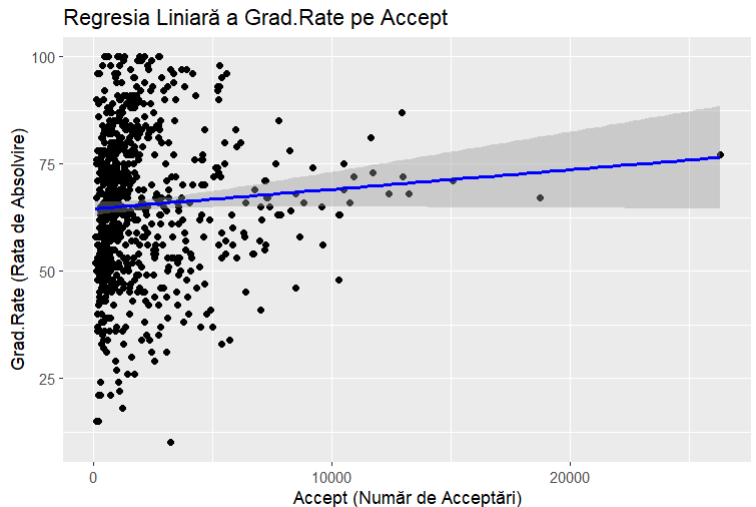 Regresia Liniară a Grad.Rate pe Accept
Grad.Rate (Rata de Absolvire)
100
75
50
25
0
10000
20000
Accept (Număr de Acceptări)